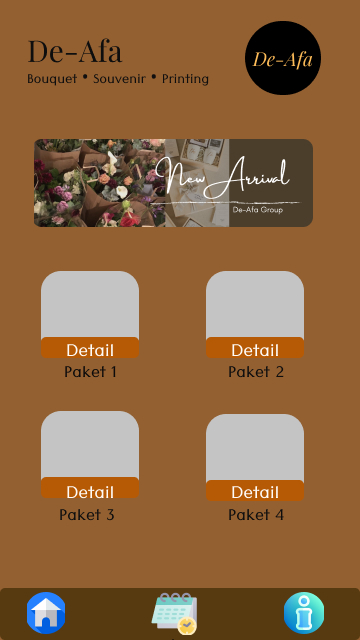 De-Afa
Bouquet • Souvenir • Printing
De-Afa
New Arrival
De-Afa Group
Detail
Paket 1
Detail
Paket 2
Detail
Paket 3
Detail
Paket 4